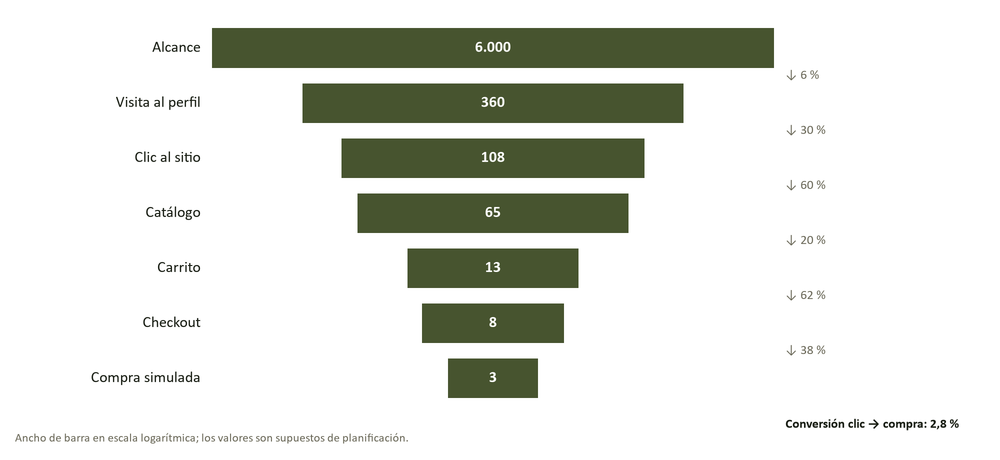 Alcance
6.000
↓ 6 %
Visita al perfil
360
↓ 30 %
Clic al sitio
108
↓ 60 %
Catálogo
65
↓ 20 %
Carrito
13
↓ 62 %
Checkout
8
↓ 38 %
Compra simulada
3
Conversión clic → compra: 2,8 %
Ancho de barra en escala logarítmica; los valores son supuestos de planificación.